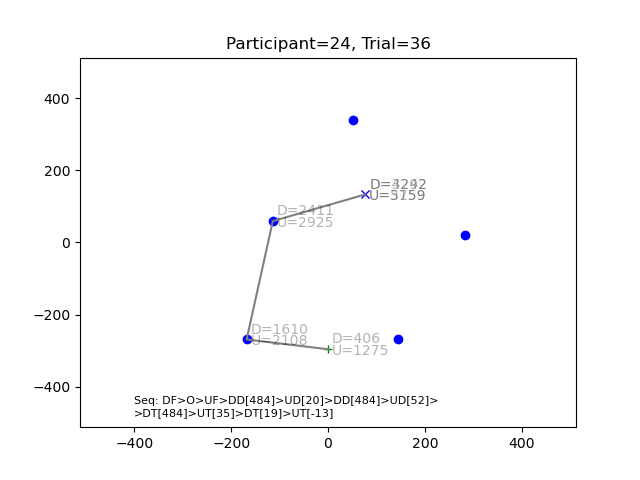 Participant=24, Trial=36
400
200
0
−200
−400
D=2411
U=2925
D=1610
U=2108
D=406
U=1275
Seq: DF>O>UF>DD[484]>UD[20]>DD[484]>UD[52]>
>DT[484]>UT[35]>DT[19]>UT[-13]
−400 −200 0 200 400